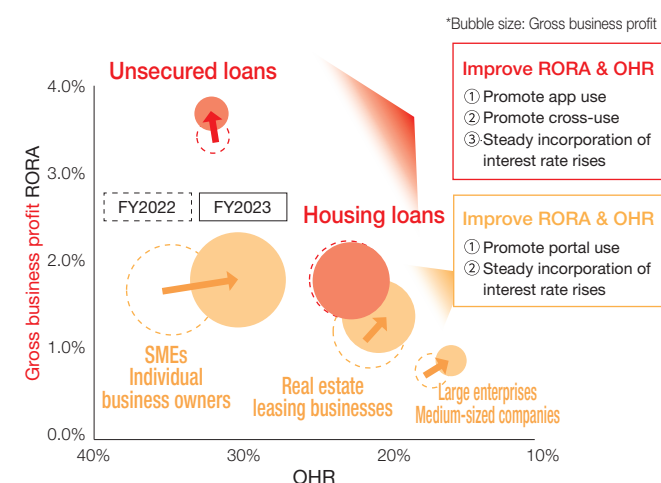 *Bubble size: Gross business profit
Unsecured loans
Improve RORA & OHR
① Promote app use
② Promote cross-use
③ Steady incorporation of
interest rate rises
4.0%
3.0%
2.0%
1.0%
0.0%
Gross business profit RORA
FY2022
FY2023
Housing loans
Improve RORA & OHR
① Promote portal use
② Steady incorporation of
interest rate rises
SMEs
Individual
business owners
Real estate
leasing businesses
Large enterprises
Medium-sized companies
40%
30%
20%
10%
OHR